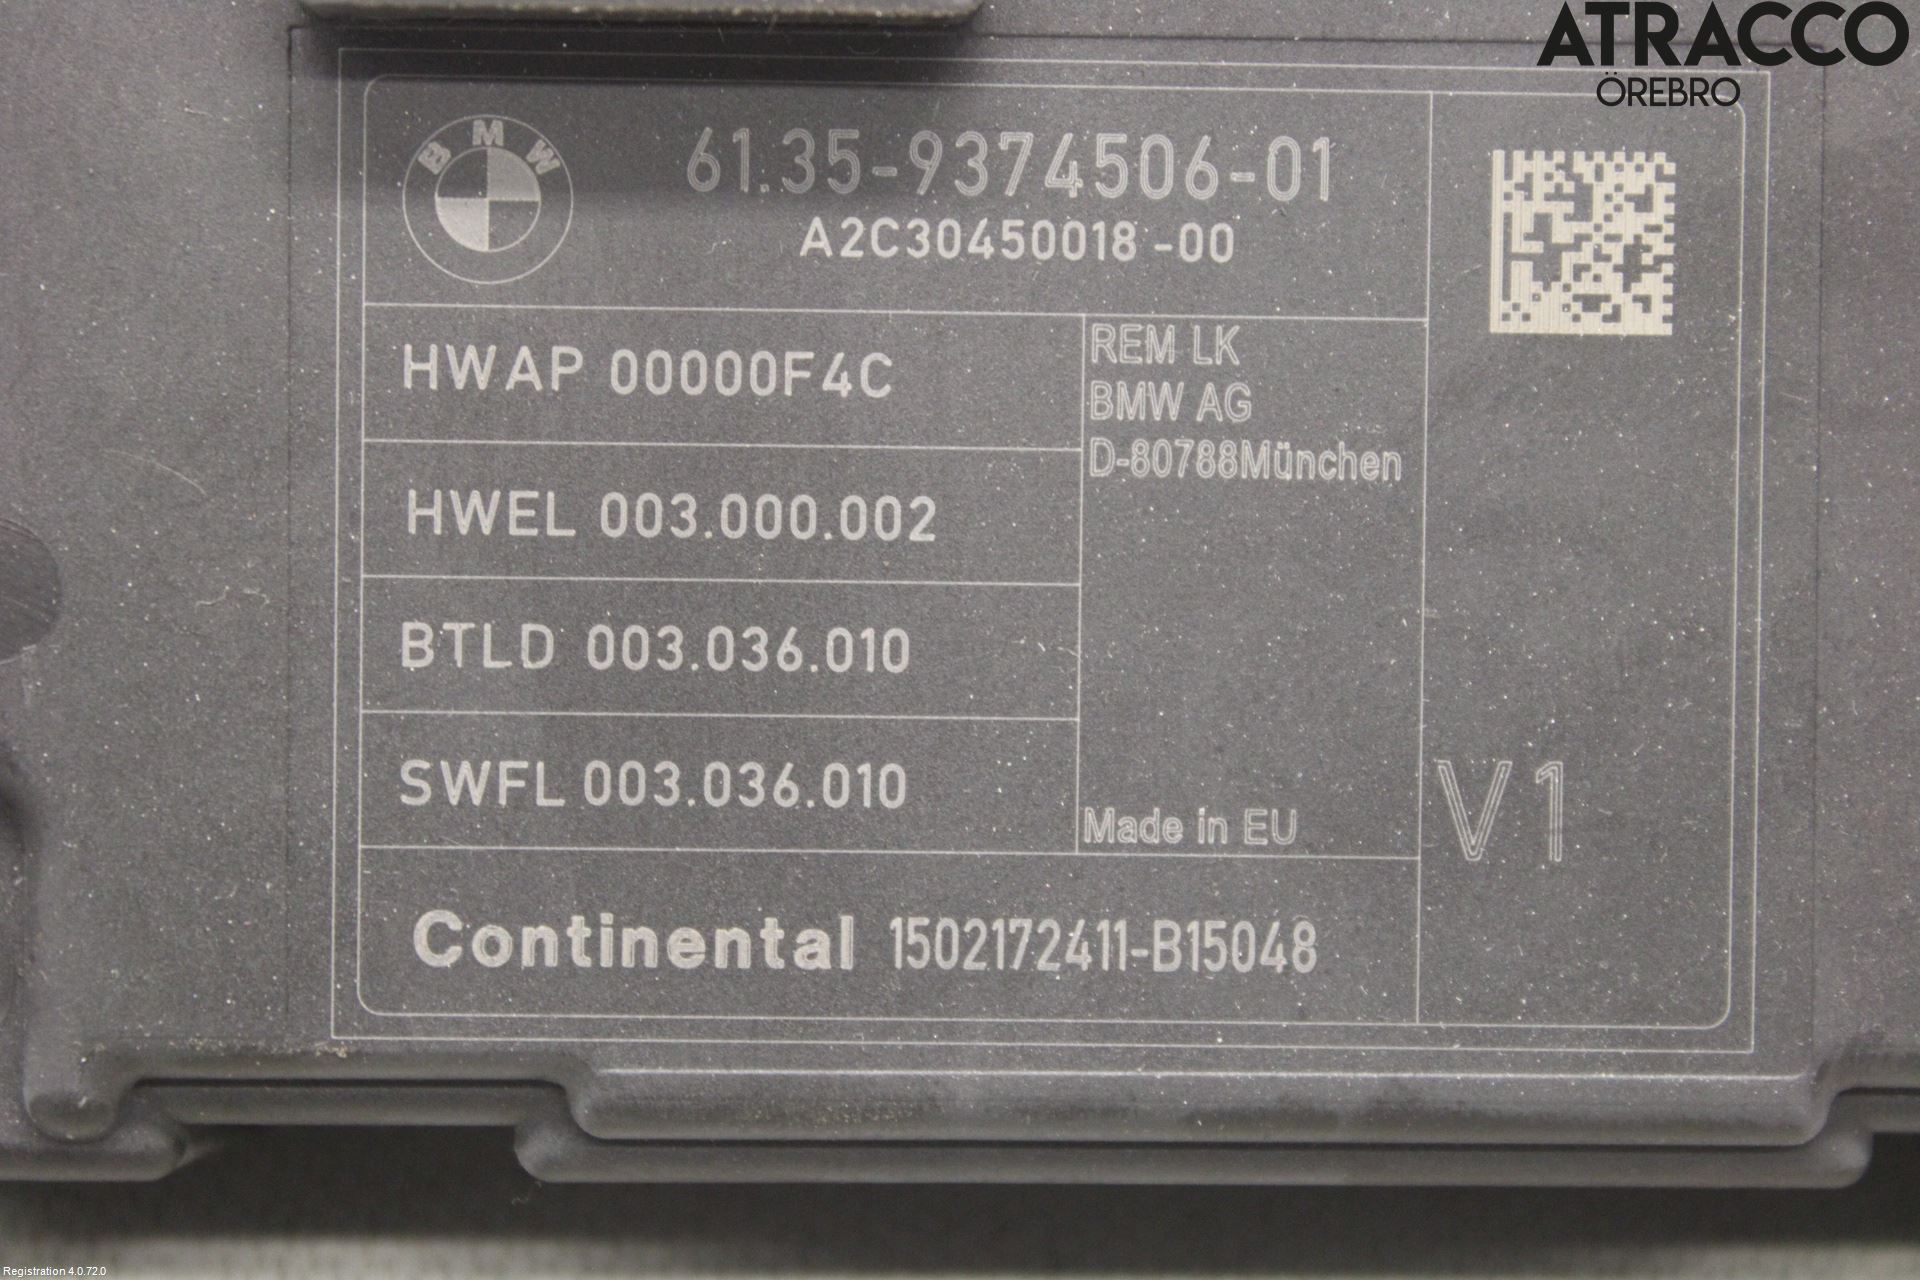 ATRACCO
ÖREBRO
BMW
61.35-9374506-01
A2C30450018-00
HWAP 00000F4C
REM LK
BMW AG
D-80788München
HWEL 003.000.002
BTLD 003.036.010
SWFL 003.036.010
Made in EU
V1
Continental 1502172411-B15048
Registration 4.0.72.0